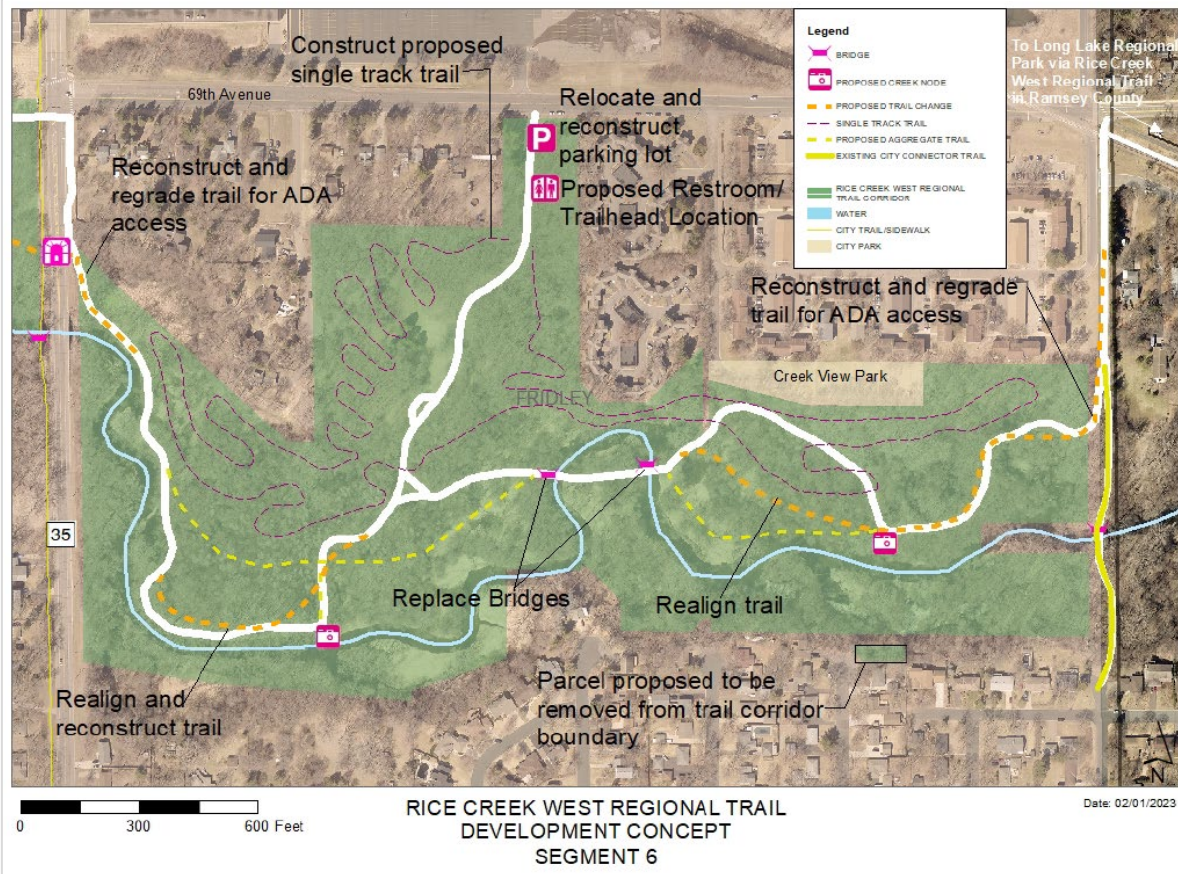 Construct proposed
single track trail
69th Avenue
Relocate and
reconstruct
parking lot
P
Proposed Restroom/
Trailhead Location
Reconstruct and
regrade trail for ADA
access
Legend
BRIDGE
PROPOSED CREEK NODE
PROPOSED TRAIL CHANGE
SINGLE TRACK TRAIL
PROPOSED AGGREGATE TRAIL
EXISTING CITY CONNECTOR TRAIL
RICE CREEK WEST REGIONAL
TRAIL CORRIDOR
WATER
CITY TRAIL/SIDEWALK
CITY PARK
To Long Lake Regional
Park via Rice Creek
West Regional Trail
in Ramsey County
Reconstruct and regrade
trail for ADA access
Creek View Park
FRIDLEY
35
Replace Bridges
Realign trail
Realign and
reconstruct trail
Parcel proposed to be
removed from trail corridor
boundary
N
0 300 600 Feet
RICE CREEK WEST REGIONAL TRAIL
DEVELOPMENT CONCEPT
SEGMENT 6
Date: 02/01/2023